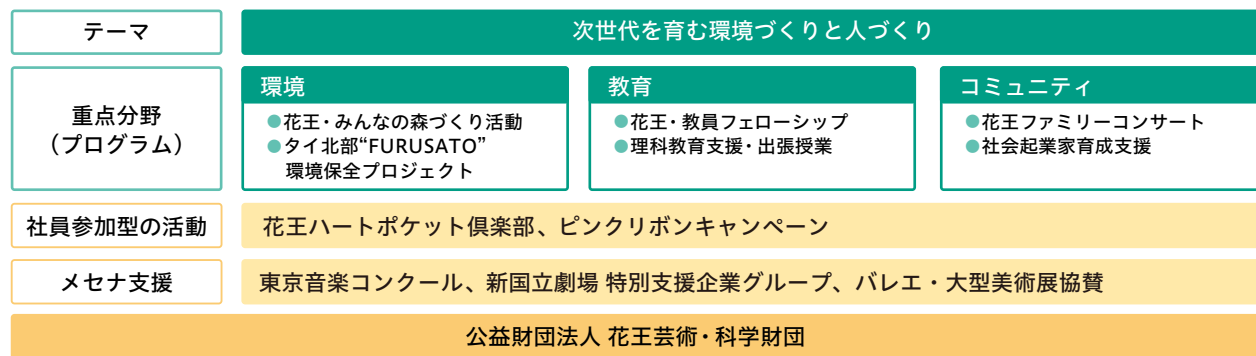 テーマ
次世代を育む環境づくりと人づくり
重点分野
（プログラム）
環境
●花王・みんなの森づくり活動
●タイ北部“FURUSATO”
環境保全プロジェクト
教育
●花王・教員フェローシップ
●理科教育支援・出張授業
コミュニティ
●花王ファミリーコンサート
●社会起業家育成支援
社員参加型の活動
花王ハートポケット倶楽部、ピンクリボンキャンペーン
メセナ支援
東京音楽コンクール、新国立劇場 特別支援企業グループ、バレエ・大型美術展協賛
公益財団法人 花王芸術・科学財団